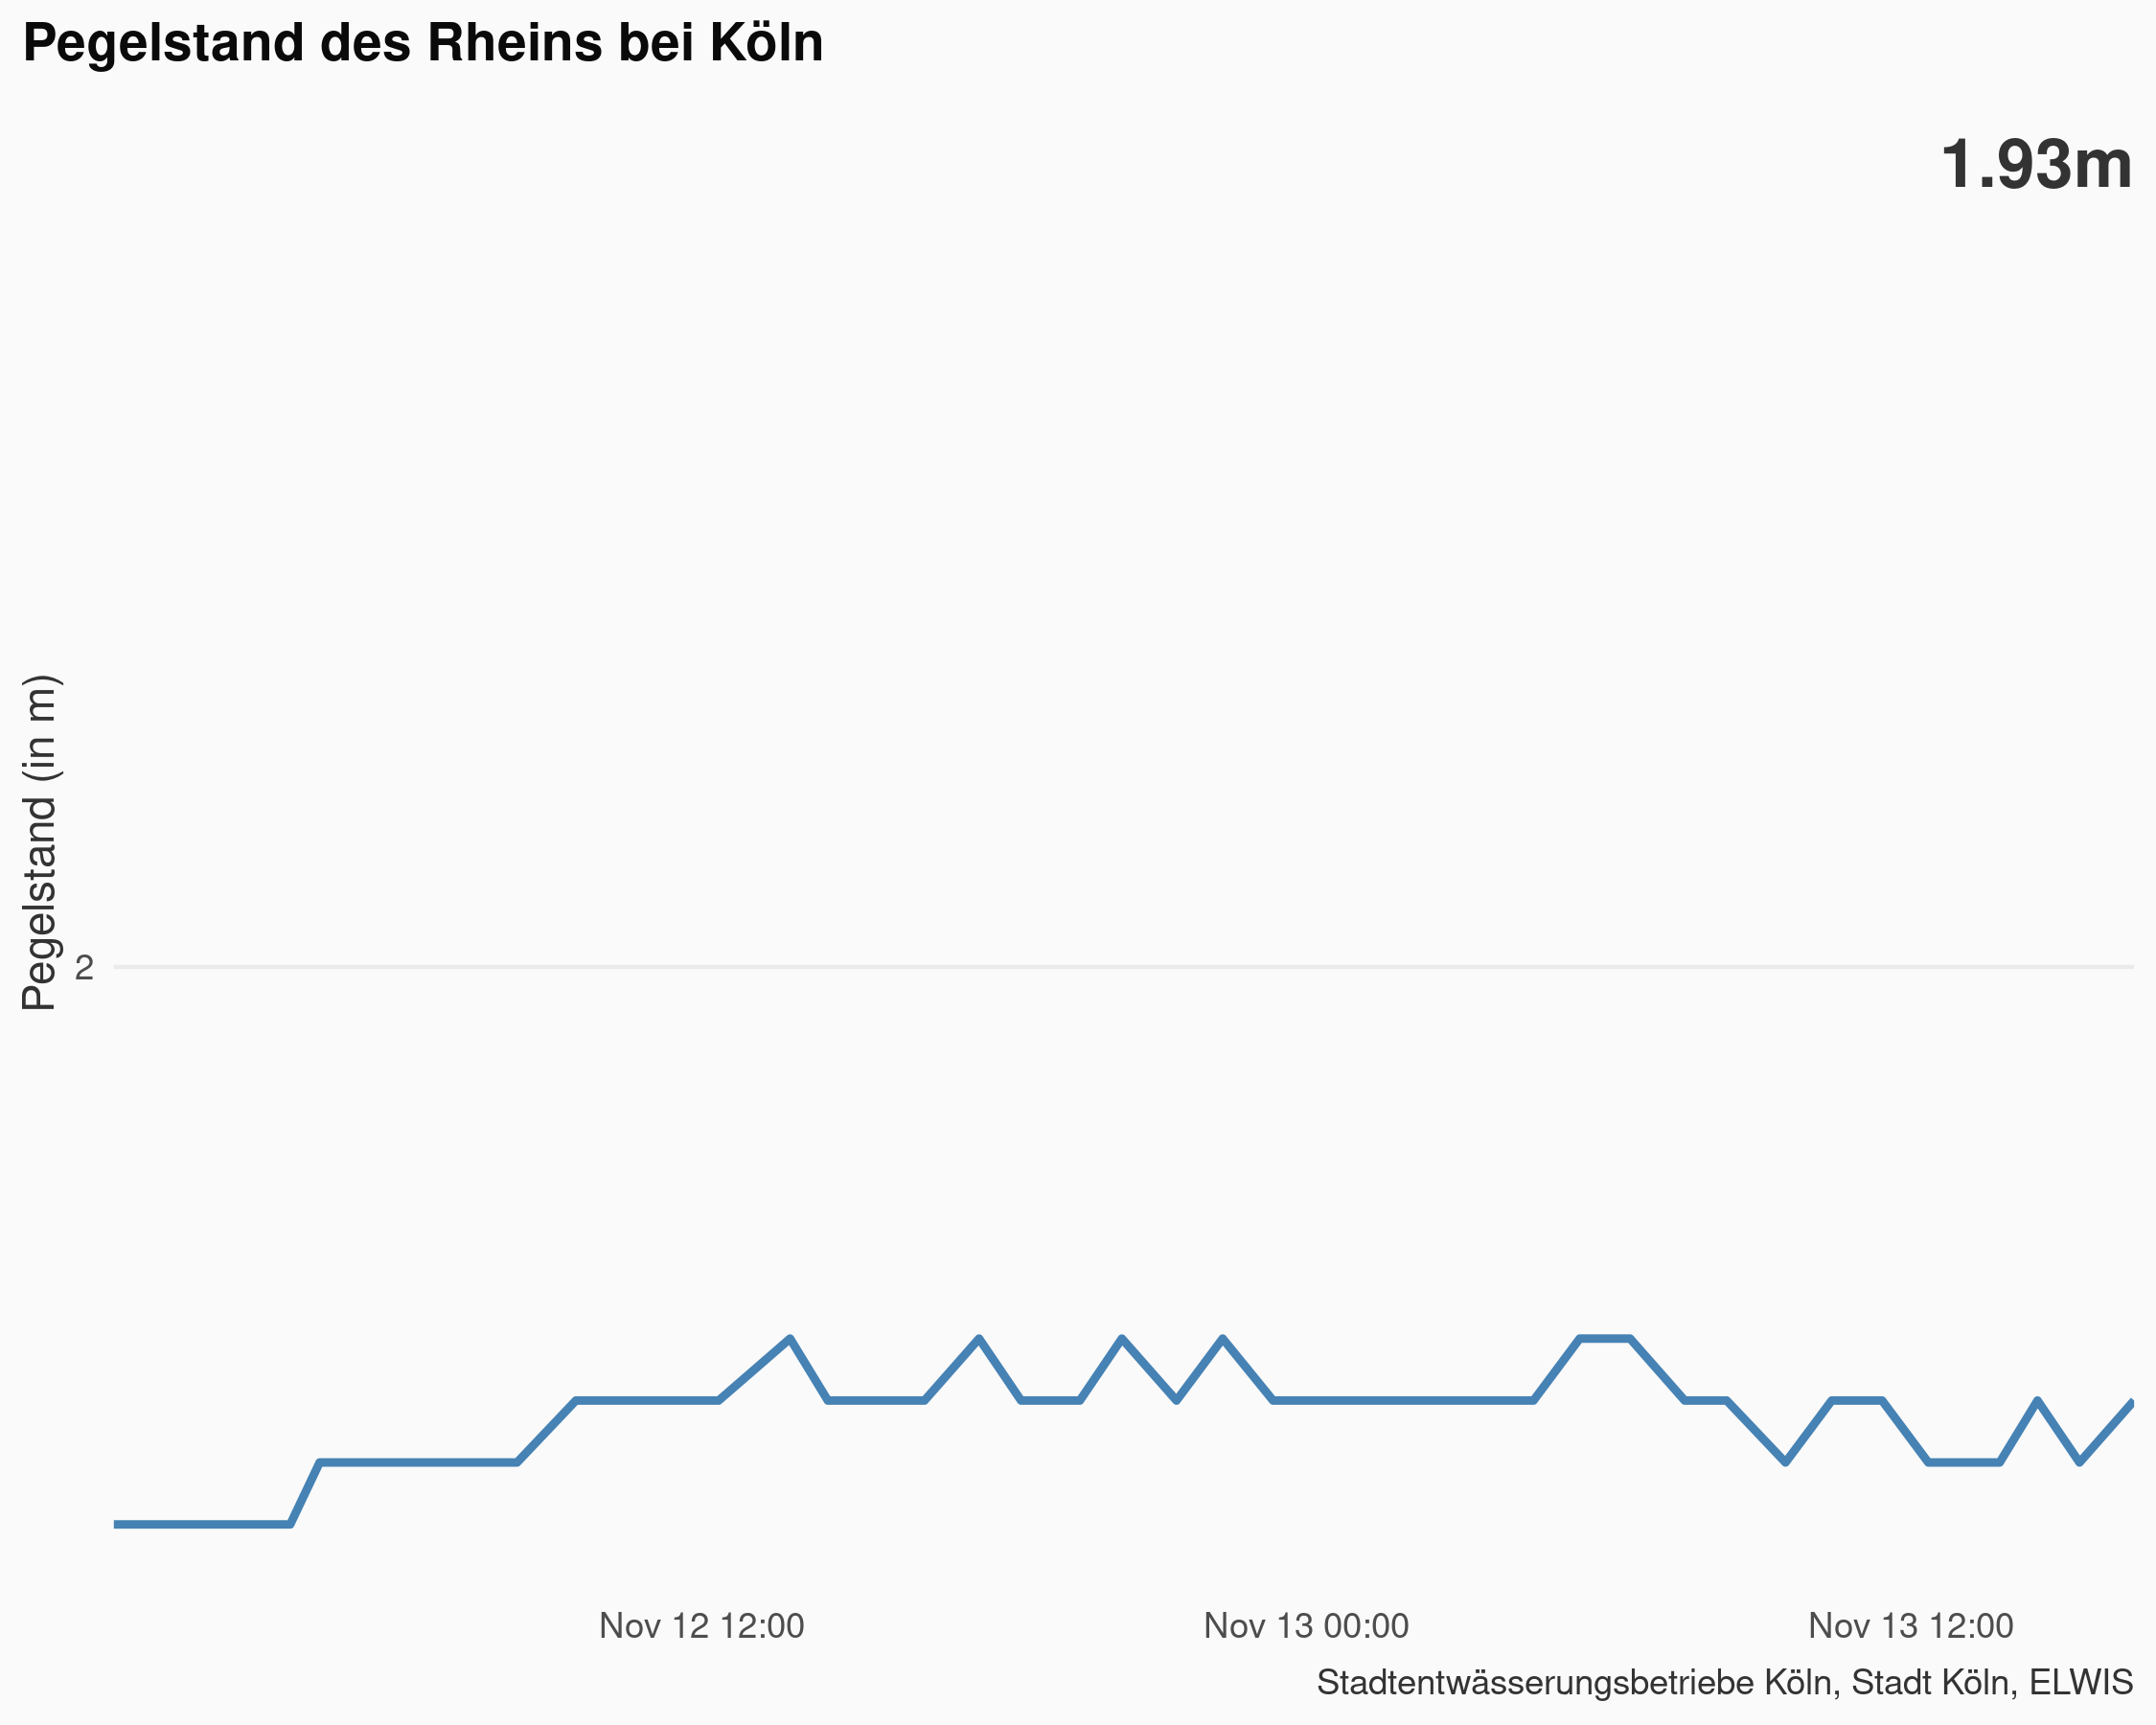 Pegelstand des Rheins bei Köln
1.93m
Pegelstand (in m)
2
Nov 12 12:00
Nov 13 00:00
Nov 13 12:00
Stadtentwässerungsbetriebe Köln, Stadt Köln, ELWIS